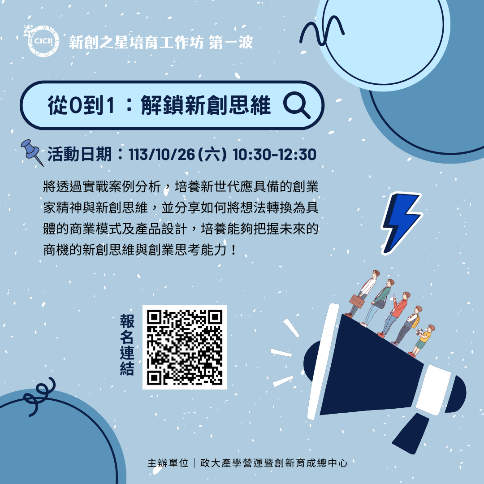 CICII 新創之星培育工作坊 第一波
從0到1：解鎖新創思維
活動日期：113/10/26(六) 10:30-12:30
將透過實戰案例分析，培養新世代應具備的創業
家精神與新創思維，並分享如何將想法轉換為具
體的商業模式及產品設計，培養能夠把握未來的
商機的新創思維與創業思考能力！
報名連結
主辦單位｜政大產學營運暨創新育成總中心